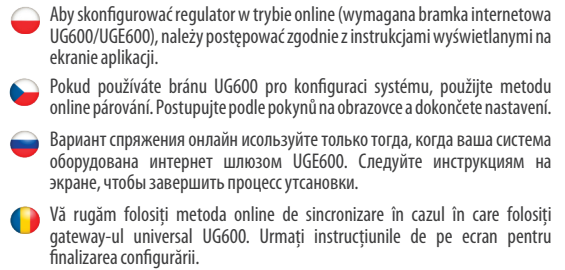 Aby skonfigurować regulator w trybie online (wymagana bramka internetowa
UG600/UGE600), należy postępować zgodnie z instrukcjami wyświetlanymi na
ekranie aplikacji.
Pokud používáte bránu UG600 pro konfiguraci systému, použijte metodu
online párování. Postupujte podle pokynů na obrazovce a dokončete nastavení.
Вариант спряжения онлайн исользуйте только тогда, когда ваша система
оборудована интернет шлюзом UGE600. Следуйте инструкциям на
экране, чтобы завершить процесс утсановки.
Vă rugăm folosiți metoda online de sincronizare în cazul în care folosiți
gateway-ul universal UG600. Urmați instrucțiunile de pe ecran pentru
finalizarea configurării.